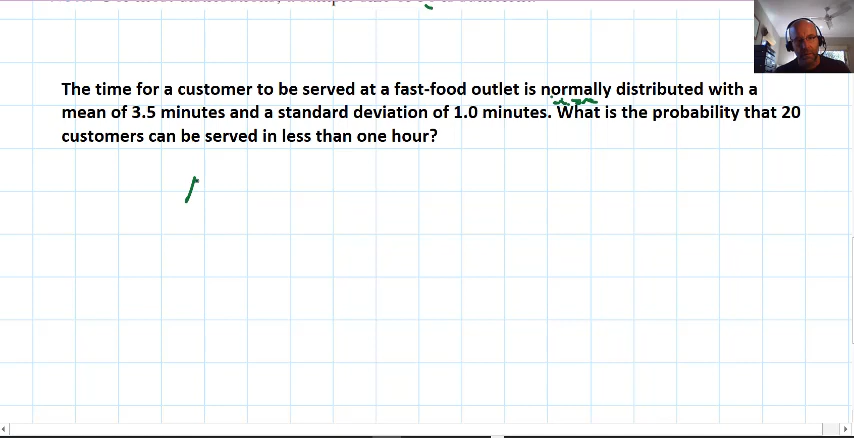 The time for a customer to be served at a fast-food outlet is normally distributed with a
mean of 3.5 minutes and a standard deviation of 1.0 minutes. What is the probability that 20
customers can be served in less than one hour?